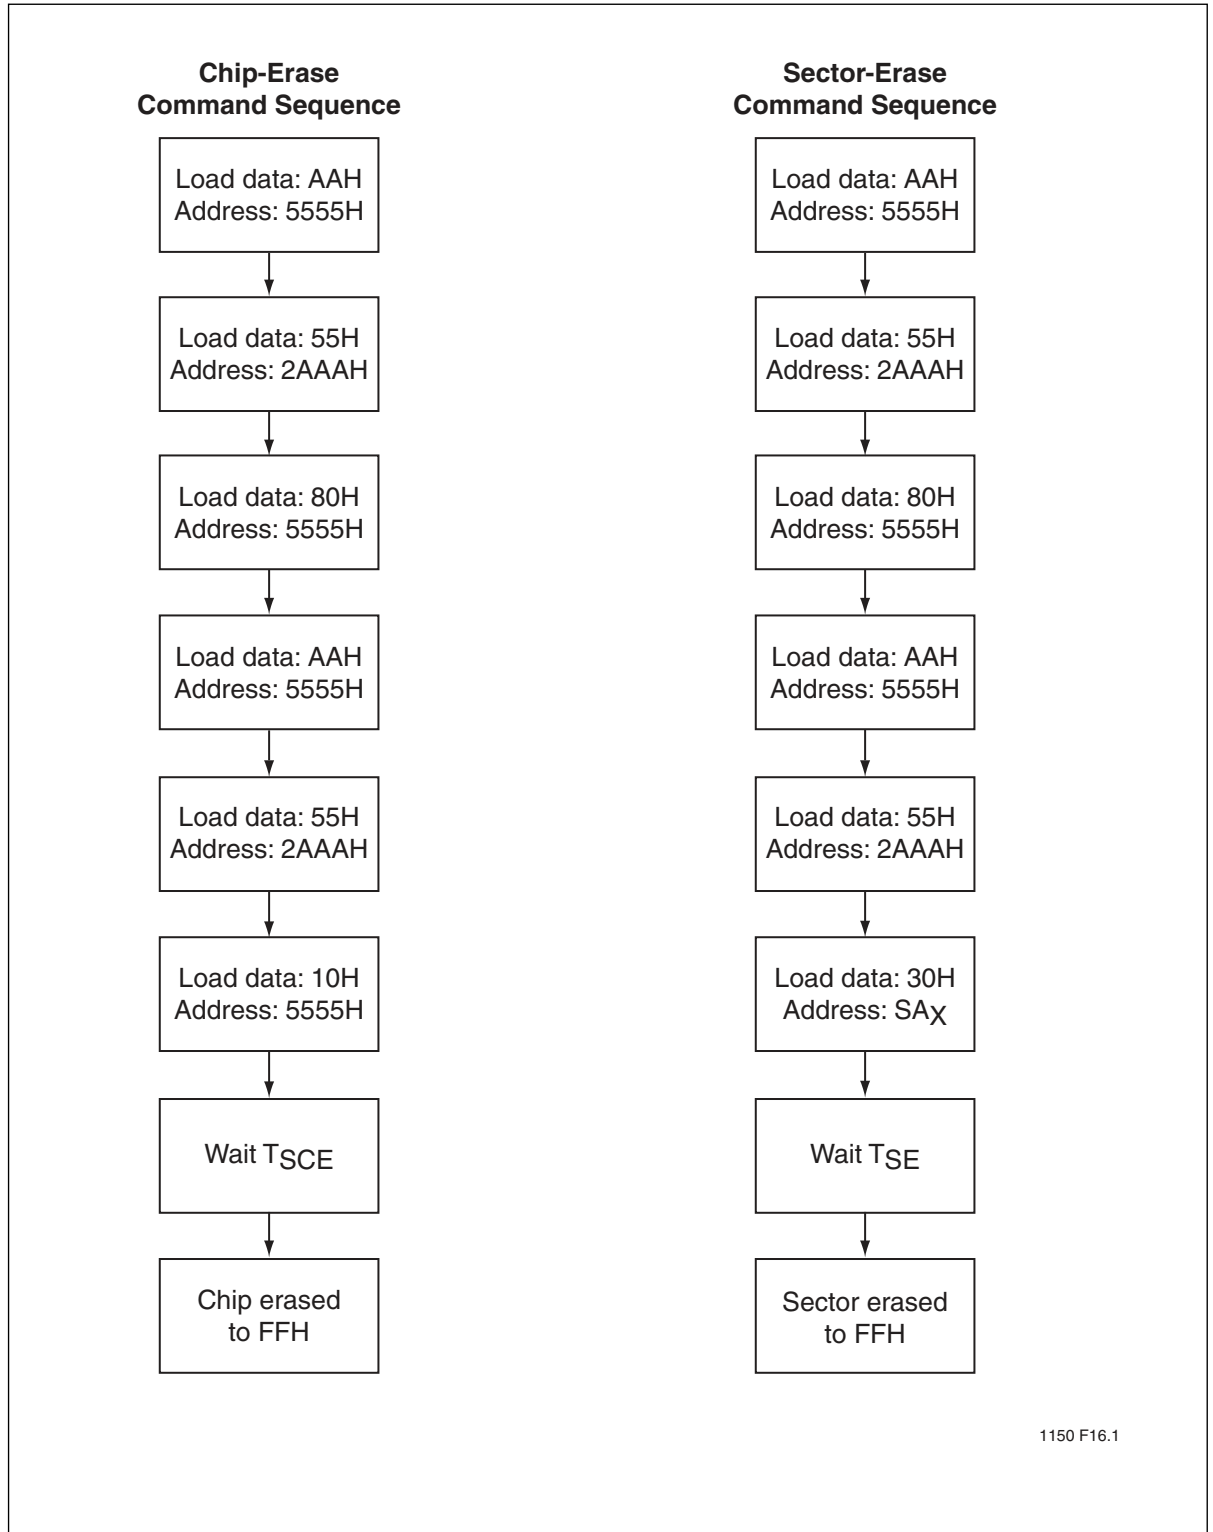 Chip-Erase
Command Sequence
Load data: AAH
Address: 5555H
Load data: 55H
Address: 2AAAH
Load data: 80H
Address: 5555H
Load data: AAH
Address: 5555H
Load data: 55H
Address: 2AAAH
Load data: 10H
Address: 5555H
Wait TSCE
Chip erased
to FFH
Sector-Erase
Command Sequence
Load data: AAH
Address: 5555H
Load data: 55H
Address: 2AAAH
Load data: 80H
Address: 5555H
Load data: AAH
Address: 5555H
Load data: 55H
Address: 2AAAH
Load data: 30H
Address: SAX
Wait TSE
Sector erased
to FFH
1150 F16.1